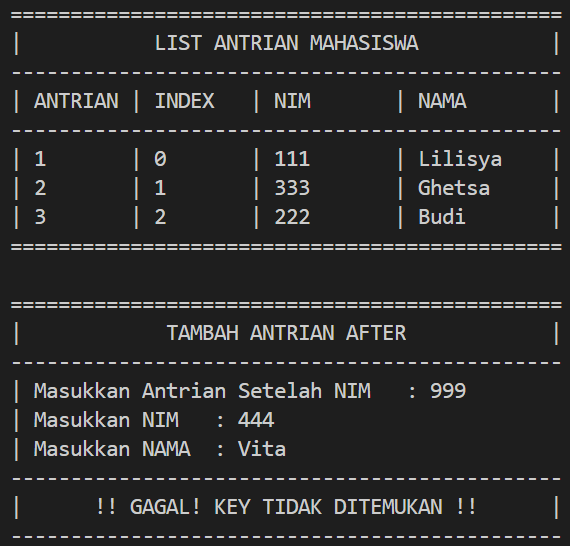 ==============================================
|           LIST ANTRIAN MAHASISWA           |
----------------------------------------------
| ANTRIAN | INDEX   | NIM       | NAMA       |
----------------------------------------------
| 1       | 0       | 111       | Lilisya    |
| 2       | 1       | 333       | Ghetsa     |
| 3       | 2       | 222       | Budi       |
==============================================

==============================================
|            TAMBAH ANTRIAN AFTER            |
----------------------------------------------
| Masukkan Antrian Setelah NIM   : 999
| Masukkan NIM   : 444
| Masukkan NAMA  : Vita
----------------------------------------------
|      !! GAGAL! KEY TIDAK DITEMUKAN !!      |
----------------------------------------------